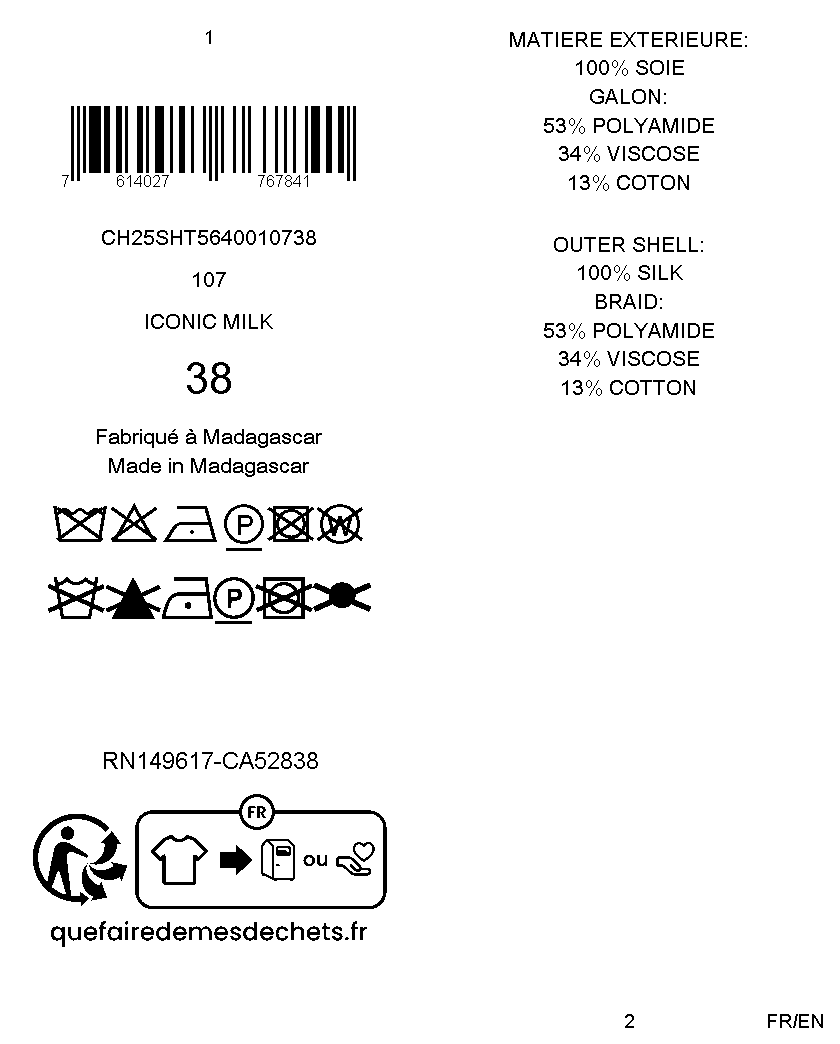 1
7 614027 767841
CH25SHT5640010738
107
ICONIC MILK
38
Fabriqué à Madagascar
Made in Madagascar
P W
P
RN149617-CA52838
FR
ou
quefairedemesdechets.fr
MATIERE EXTERIEURE:
100% SOIE
GALON:
53% POLYAMIDE
34% VISCOSE
13% COTON
OUTER SHELL:
100% SILK
BRAID:
53% POLYAMIDE
34% VISCOSE
13% COTTON
2
FR/EN